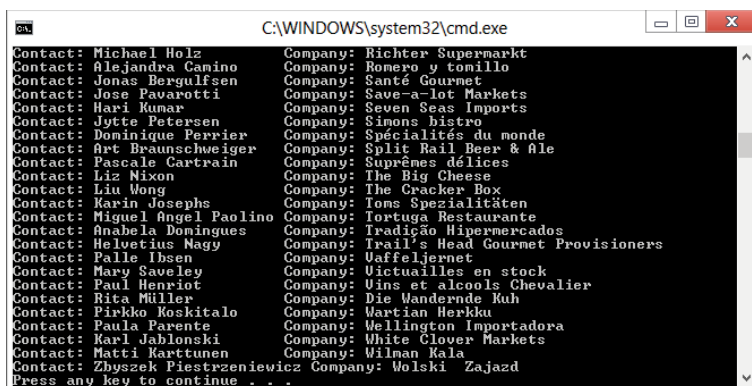 C:\WINDOWS\system32\cmd.exe
Contact: Michael Holz Company: Richter Supermarkt
Contact: Alejandra Camino Company: Romero y tomillo
Contact: Jonas Bergulfsen Company: Santé Gourmet
Contact: Jose Pavarotti Company: Save-a-lot Markets
Contact: Hari Kumar Company: Seven Seas Imports
Contact: Jytte Petersen Company: Simons bistro
Contact: Dominique Perrier Company: Spécialités du monde
Contact: Art Braunschweiger Company: Split Rail Beer & Ale
Contact: Pascale Cartrain Company: Suprêmes délices
Contact: Liz Nixon Company: The Big Cheese
Contact: Liu Wong Company: The Cracker Box
Contact: Karin Josephs Company: Toms Spezialitäten
Contact: Miguel Angel Paolino Company: Tortuga Restaurante
Contact: Anabela Domingues Company: Tradição Hipermercados
Contact: Helvetius Nagy Company: Trail's Head Gourmet Provisioners
Contact: Palle Ibsen Company: Vaffeljernet
Contact: Mary Saveley Company: Victuailles en stock
Contact: Paul Henriot Company: Vins et alcools Chevalier
Contact: Rita Müller Company: Die Wandernde Kuh
Contact: Pirkko Koskitalo Company: Wartian Herkku
Contact: Paula Parente Company: Wellington Importadora
Contact: Karl Jablonski Company: White Clover Markets
Contact: Matti Karttunen Company: Wilman Kala
Contact: Zbyszek Piestrzeniewicz Company: Wolski  Zajazd
Press any key to continue . . .